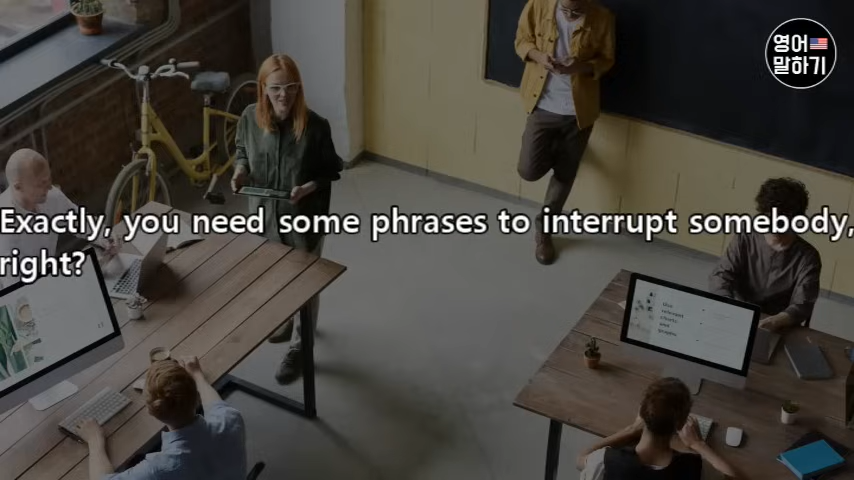 영어
말하기
Exactly, you need some phrases to interrupt somebody,
right?